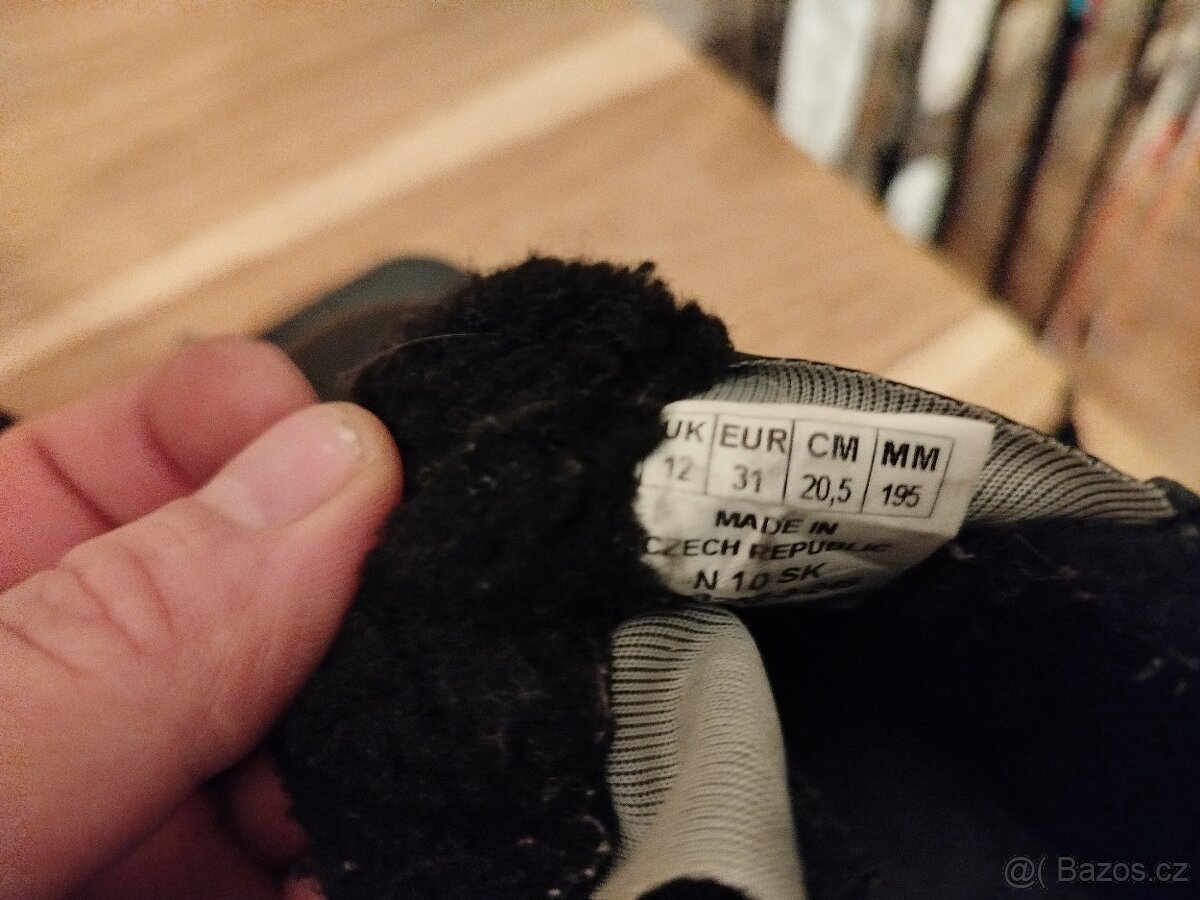 UK EUR CM MM
12 31 20,5 195
MADE IN
CZECH REPUBLIC
N 10 SK
@( Bazos.cz